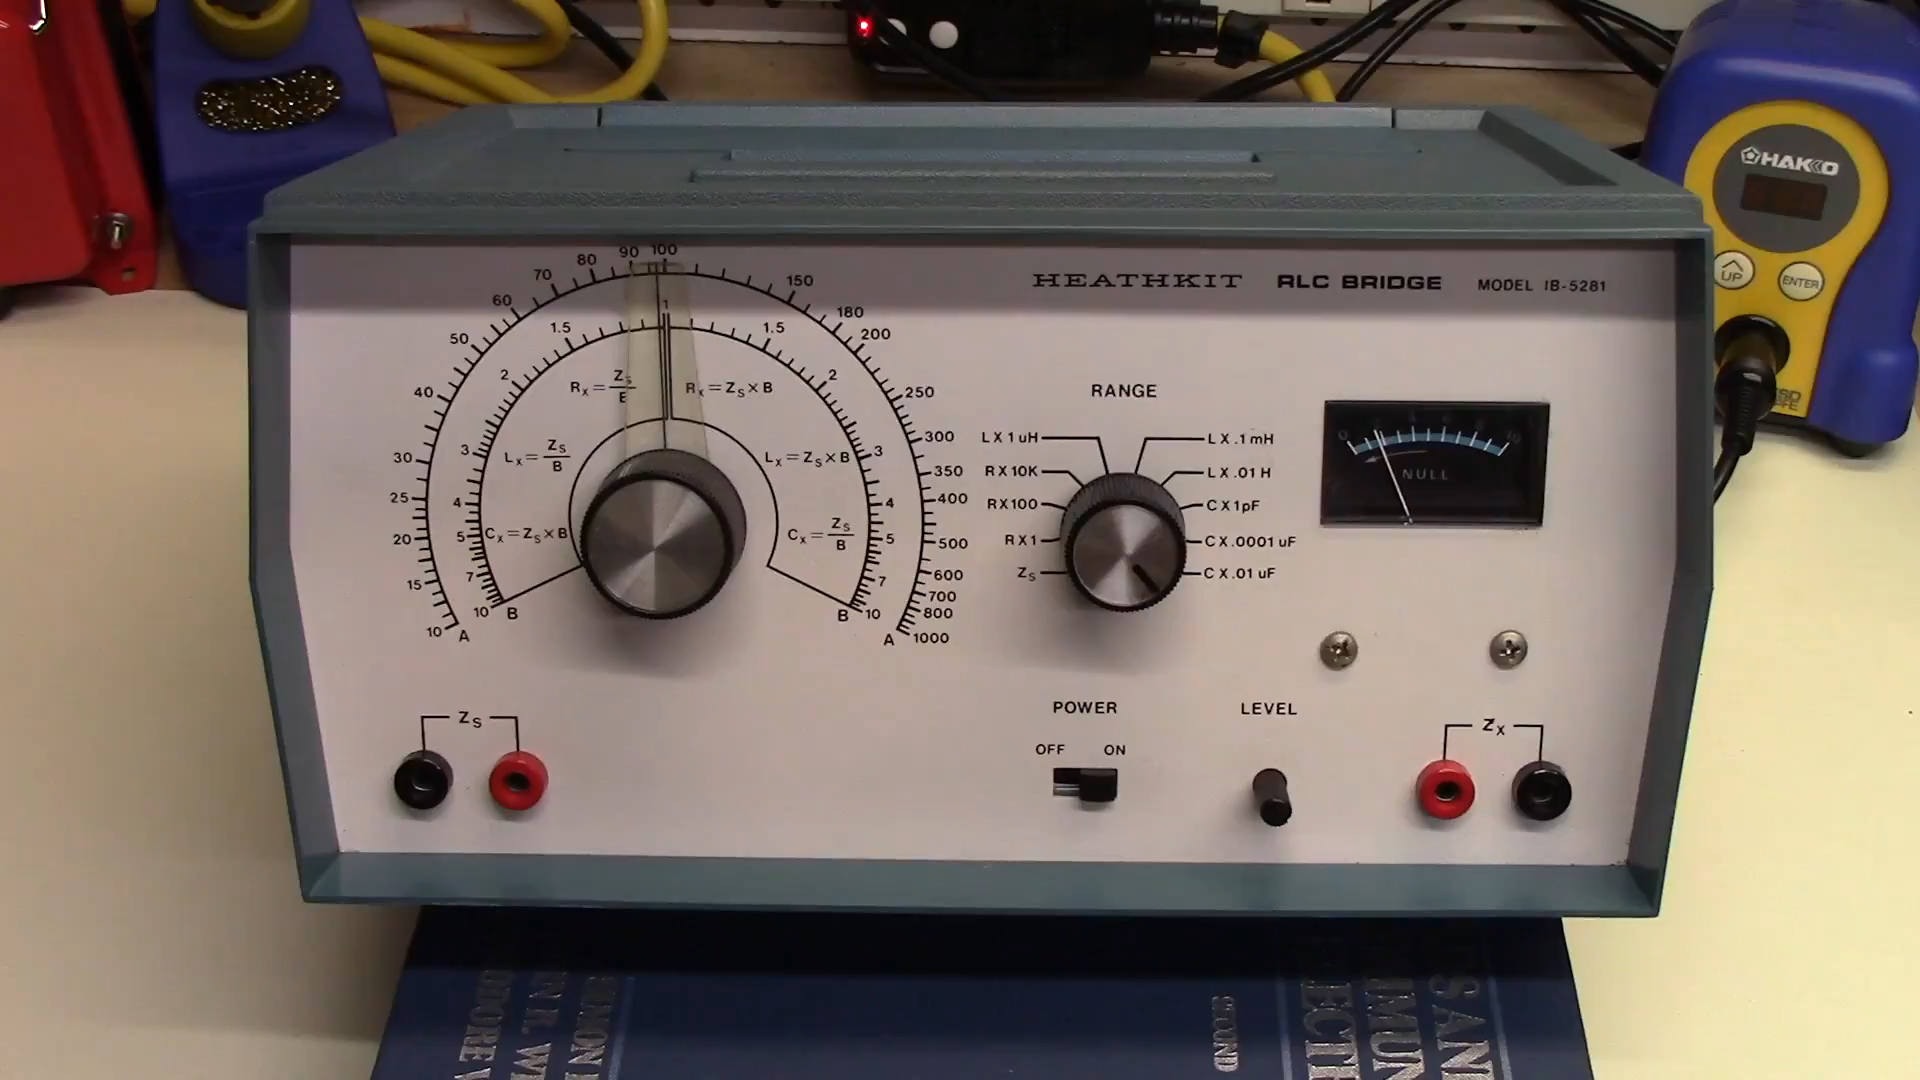 HAKKO
UP
ENTER
HEATHKIT RLC BRIDGE MODEL IB-5281
10 15 20 25 30 40 50 60 70 80 90 100 150 180 200 250 300 350 400 500 600 700 800 1000
A A
10 7 5 4 3 2 1.5 1 1.5 2 3 4 5 7 10
B B
Rx = Zs/B
Rx = Zs × B
Lx = Zs/B
Lx = Zs × B
Cx = Zs × B
Cx = Zs/B
RANGE
L X 1 uH
L X .1 mH
R X 10K
L X .01 H
R X 100
C X 1 pF
R X 1
C X .0001 uF
Zs
C X .01 uF
0
10
NULL
Zs
POWER
OFF ON
LEVEL
Zx